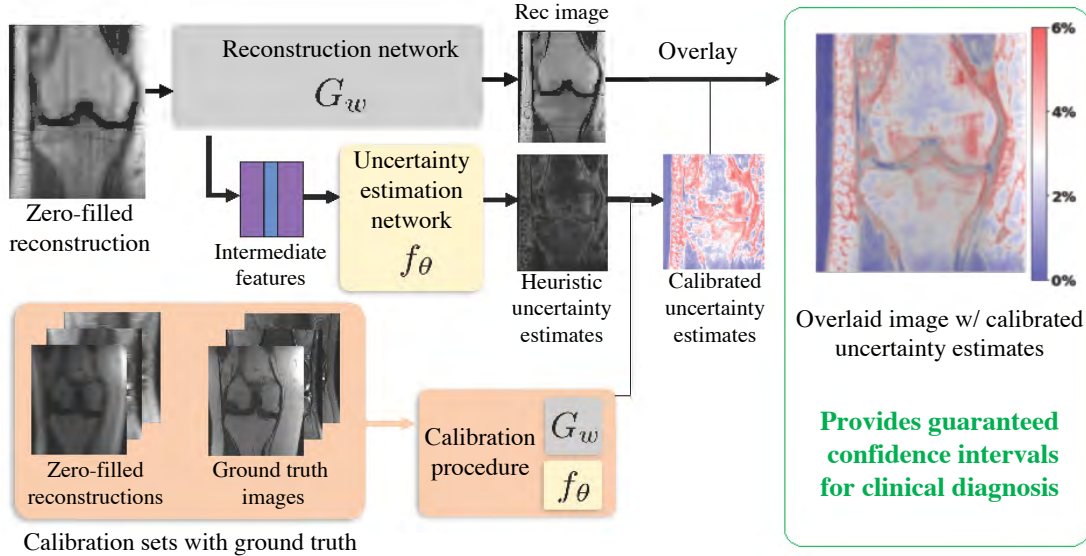 Rec image
Reconstruction network
G_w
Overlay
6%
4%
2%
0%
Zero-filled
reconstruction
Intermediate
features
Uncertainty
estimation
network
f_θ
Heuristic
uncertainty
estimates
Calibrated
uncertainty
estimates
Overlaid image w/ calibrated
uncertainty estimates
Provides guaranteed
confidence intervals
for clinical diagnosis
Zero-filled
reconstructions
Ground truth
images
Calibration
procedure
G_w
f_θ
Calibration sets with ground truth